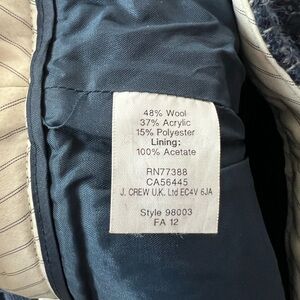 48% Wool
37% Acrylic
15% Polyester
Lining:
100% Acetate
RN77388
CA56445
J. CREW U.K. Ltd EC4V 6JA
Style 98003
FA 12